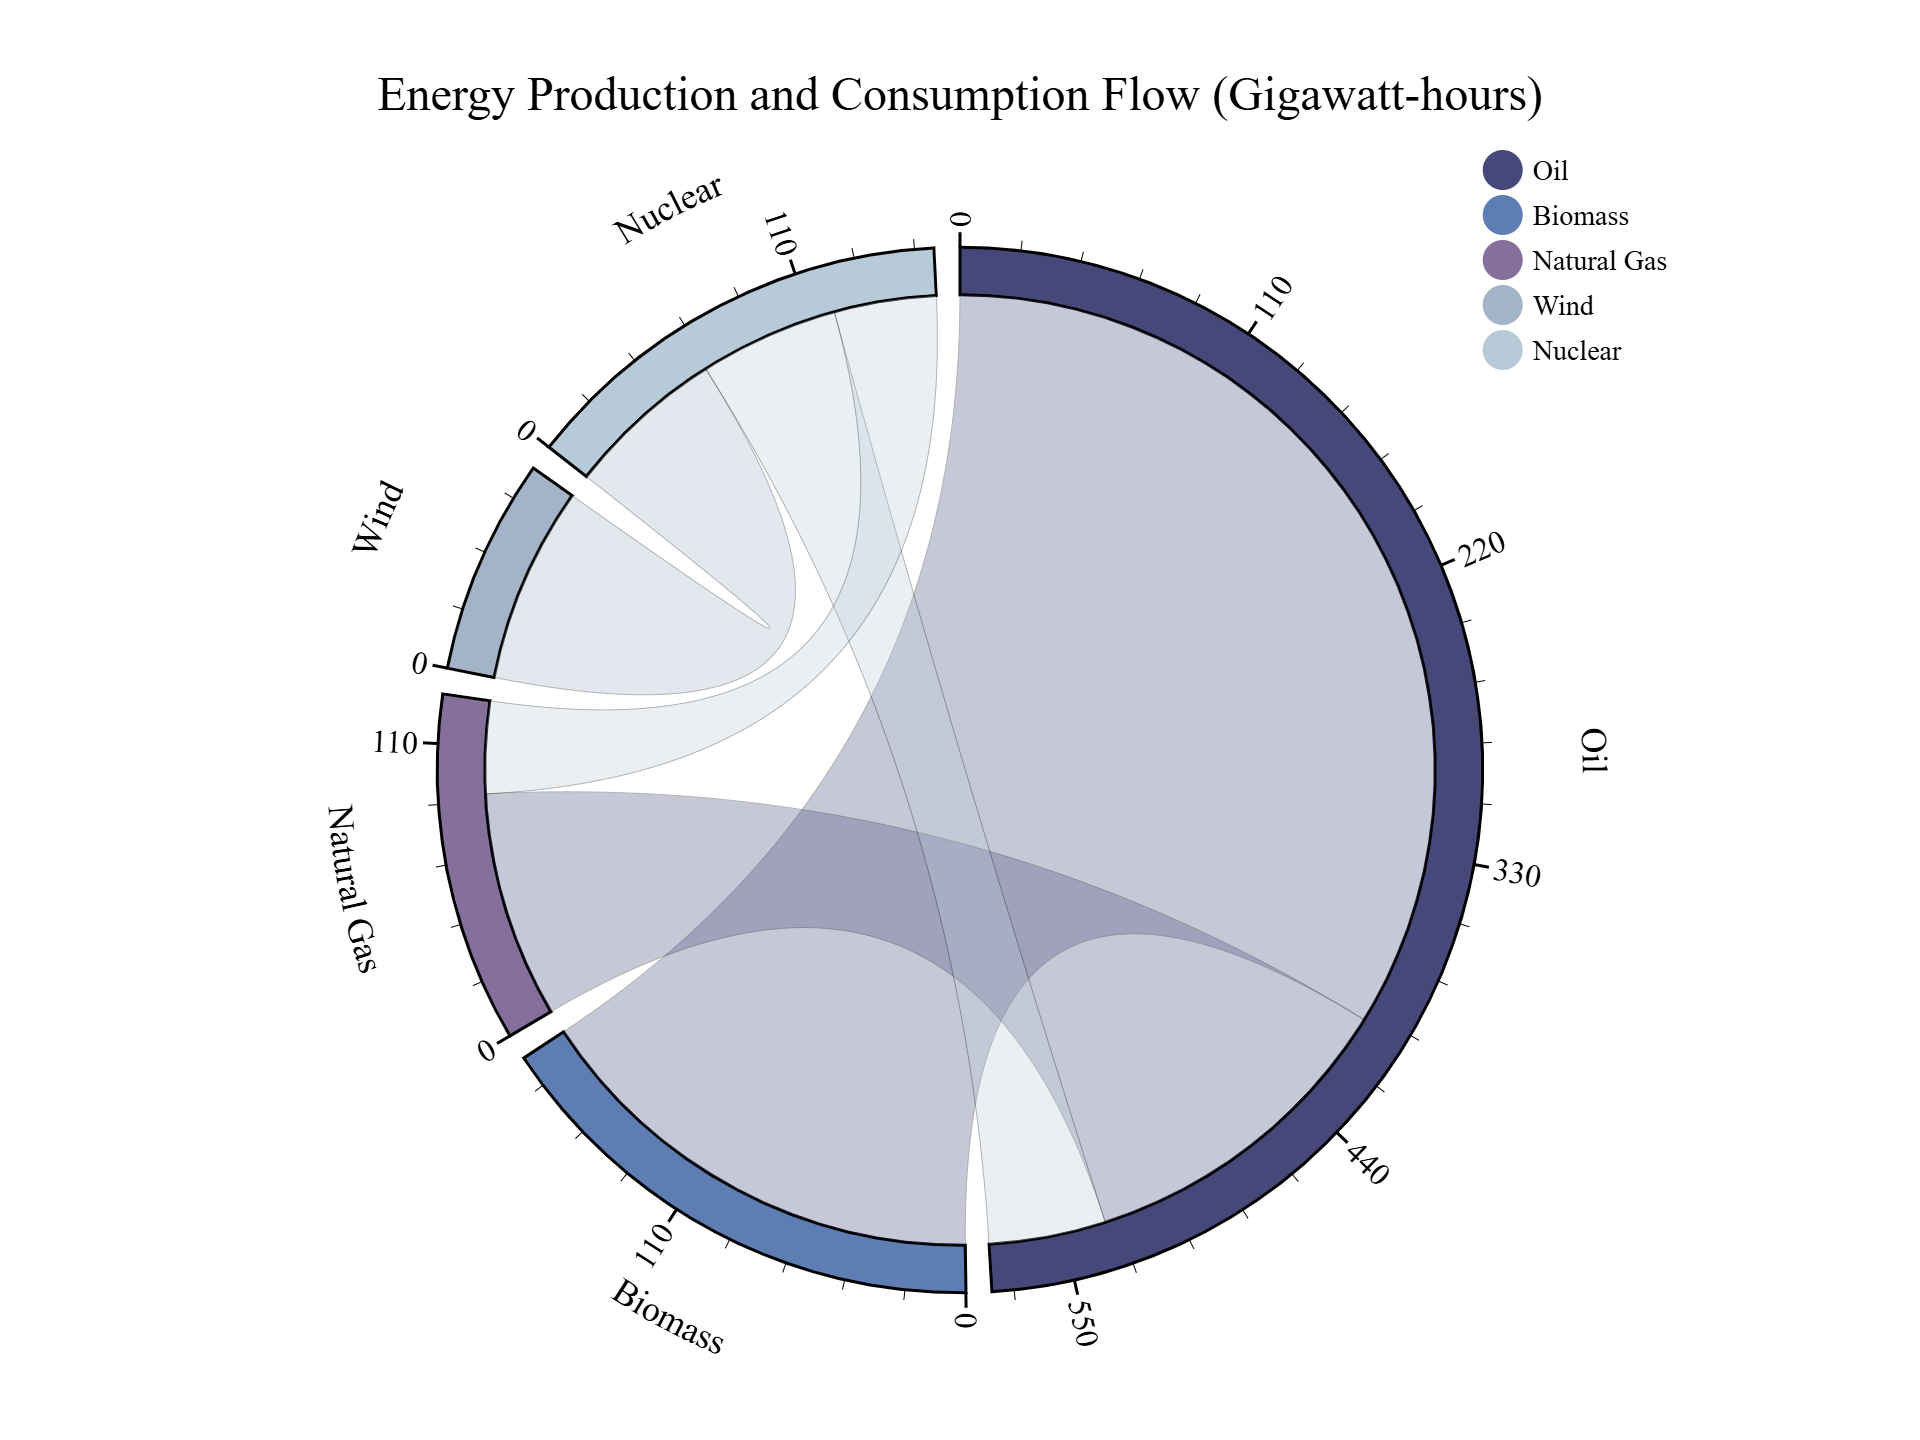 Energy Production and Consumption Flow (Gigawatt-hours)
Oil
Biomass
Natural Gas
Wind
Nuclear
0
110
220
330
440
550
Oil
0
110
Biomass
0
110
Natural Gas
0
Wind
0
110
Nuclear